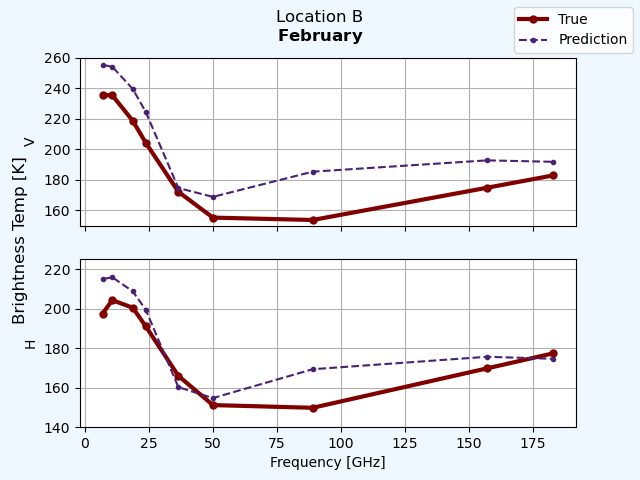 Location B
February
True
Prediction
Brightness Temp [K]
V
260
240
220
200
180
160
H
220
200
180
160
140
0 25 50 75 100 125 150 175
Frequency [GHz]